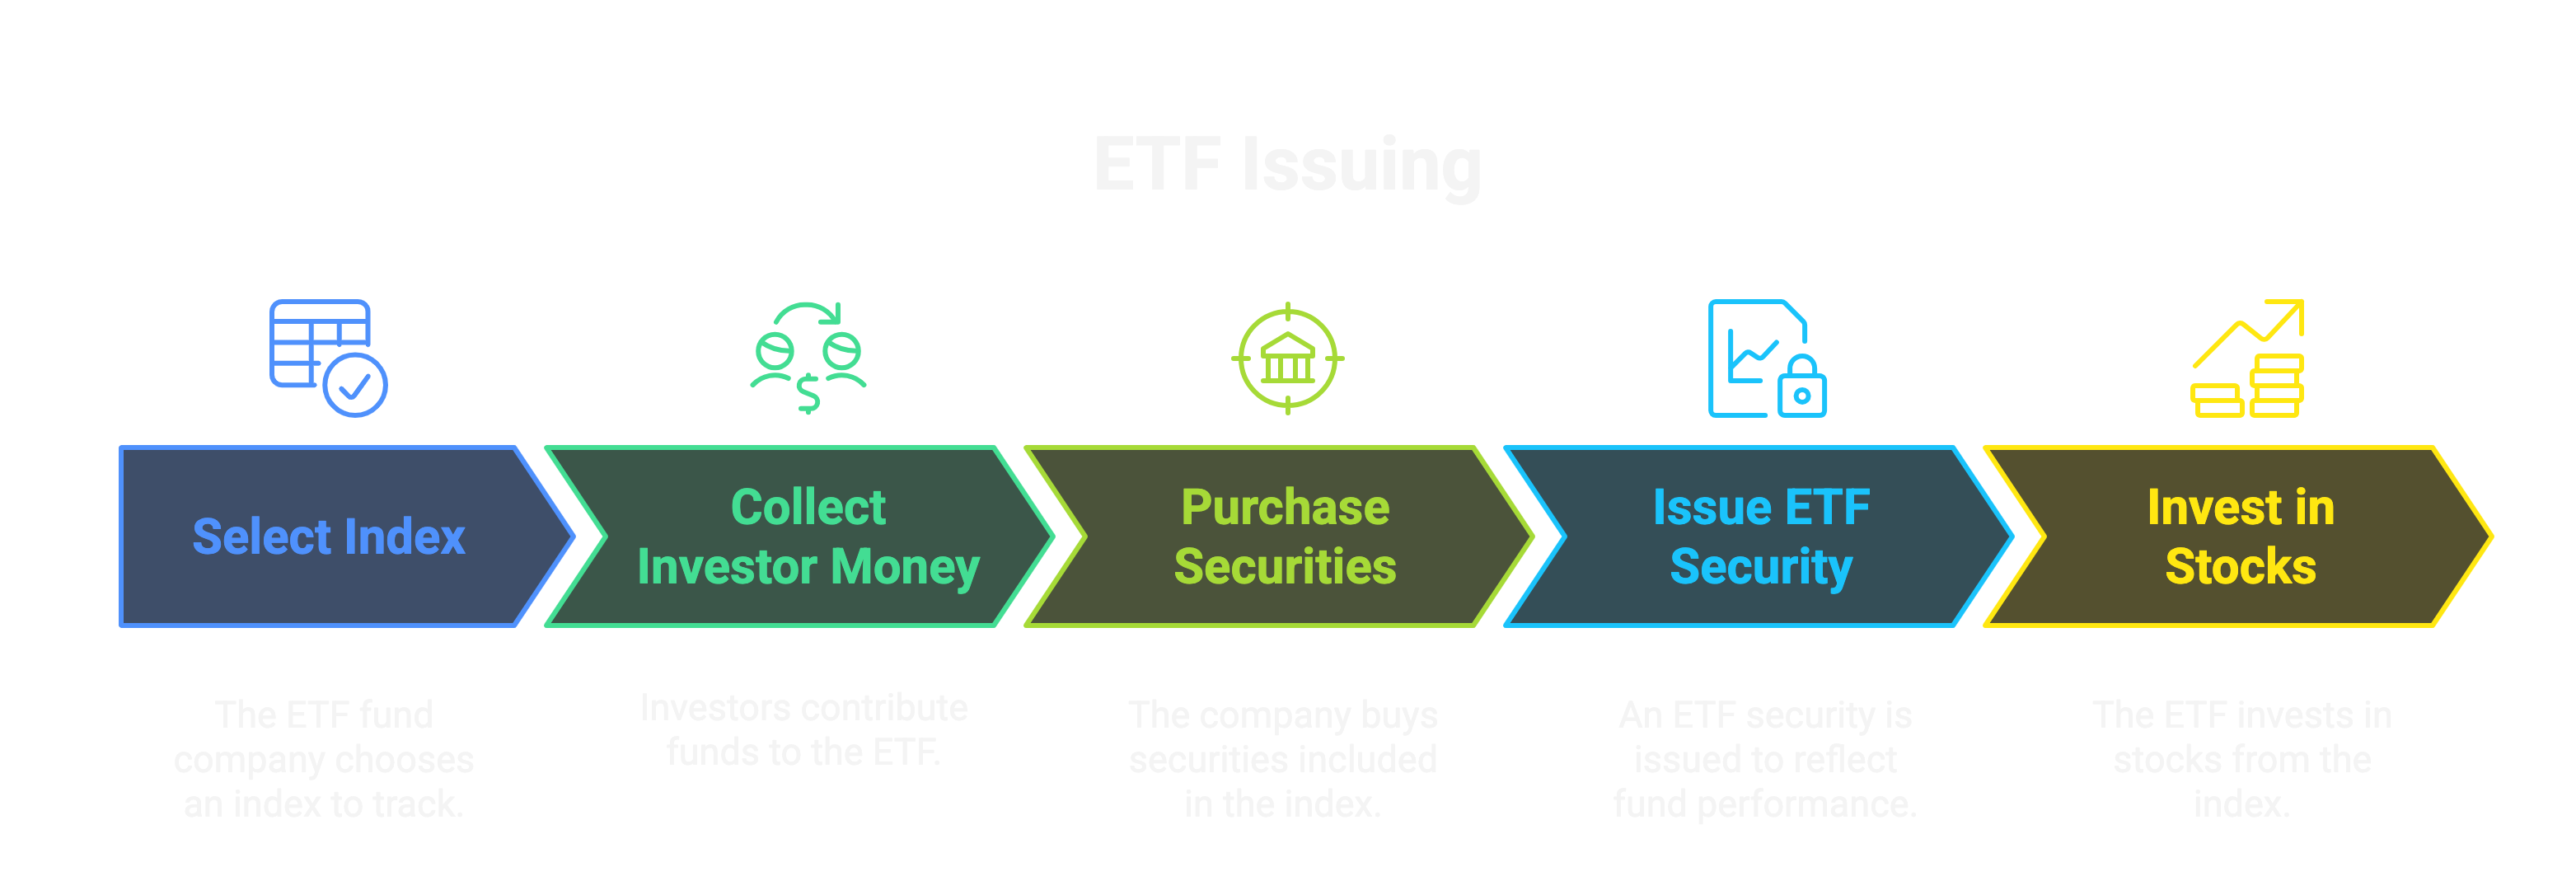 ETF Issuing
Select Index
Collect
Investor Money
Purchase
Securities
Issue ETF
Security
Invest in
Stocks
The ETF fund
company chooses
an index to track.
Investors contribute
funds to the ETF.
The company buys
securities included
in the index.
An ETF security is
issued to reflect
fund performance.
The ETF invests in
stocks from the
index.